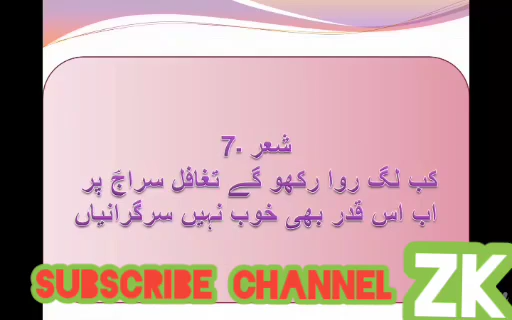 شعر .7
کب لگ روا رکھو گے تغافل سراجؔ پر
اب اس قدر بھی خوب نہیں سرگرانیاں
SUBSCRIBE CHANNEL ZK